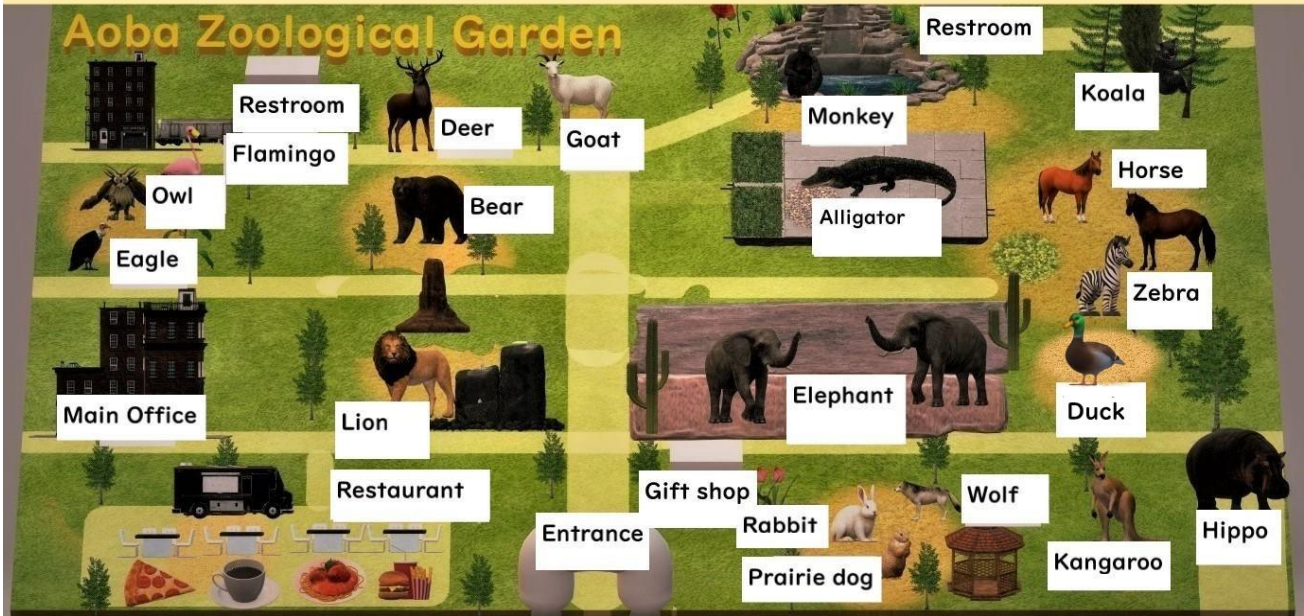 Aoba Zoological Garden
Restroom
Restroom
Koala
Deer
Goat
Monkey
Flamingo
Owl
Horse
Bear
Alligator
Eagle
Zebra
Main Office
Lion
Elephant
Duck
Restaurant
Gift shop
Wolf
Entrance
Rabbit
Hippo
Prairie dog
Kangaroo